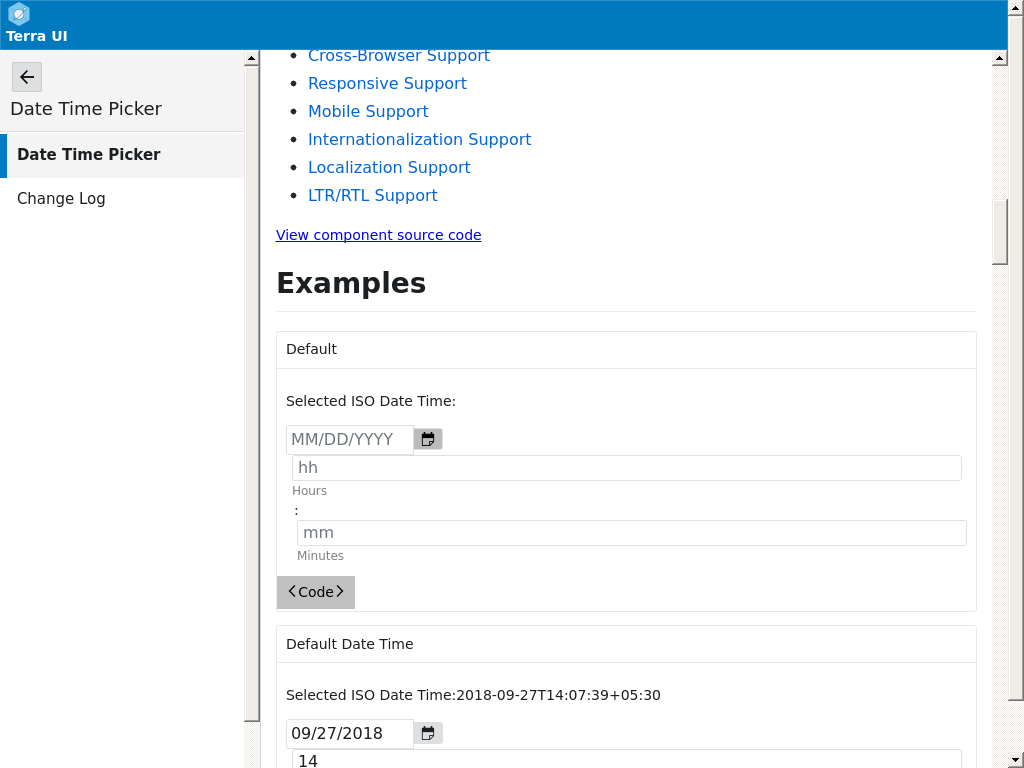 Terra UI
Date Time Picker
Date Time Picker
Change Log
Cross-Browser Support
Responsive Support
Mobile Support
Internationalization Support
Localization Support
LTR/RTL Support
View component source code
Examples
Default
Selected ISO Date Time:
MM/DD/YYYY
hh
Hours
:
mm
Minutes
Code
Default Date Time
Selected ISO Date Time:2018-09-27T14:07:39+05:30
09/27/2018
14